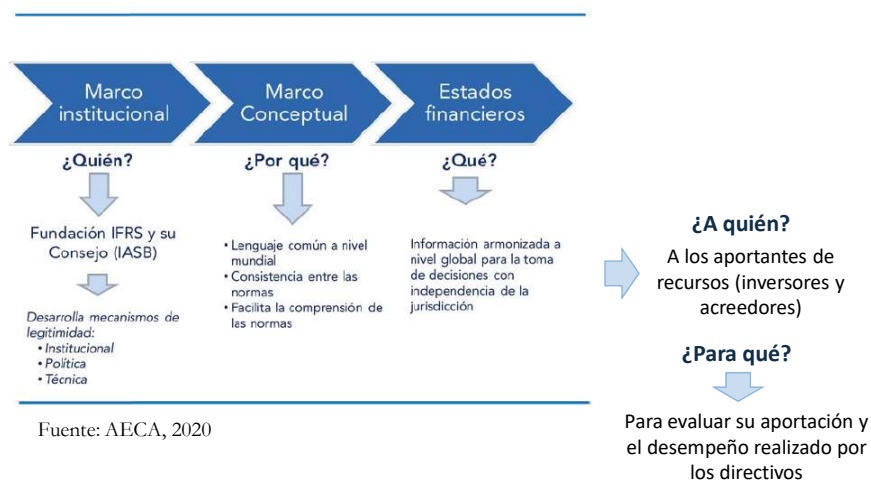 Marco
institucional
Marco
Conceptual
Estados
financieros
¿Quién?
Fundación IFRS y su
Consejo (IASB)
Desarrolla mecanismos de
legitimidad:
• Institucional
• Política
• Técnica
¿Por qué?
• Lenguaje común a nivel
mundial
• Consistencia entre las
normas
• Facilita la comprensión de
las normas
¿Qué?
Información armonizada a
nivel global para la toma
de decisiones con
independencia de la
jurisdicción
¿A quién?
A los aportantes de
recursos (inversores y
acreedores)
¿Para qué?
Para evaluar su aportación y
el desempeño realizado por
los directivos
Fuente: AECA, 2020